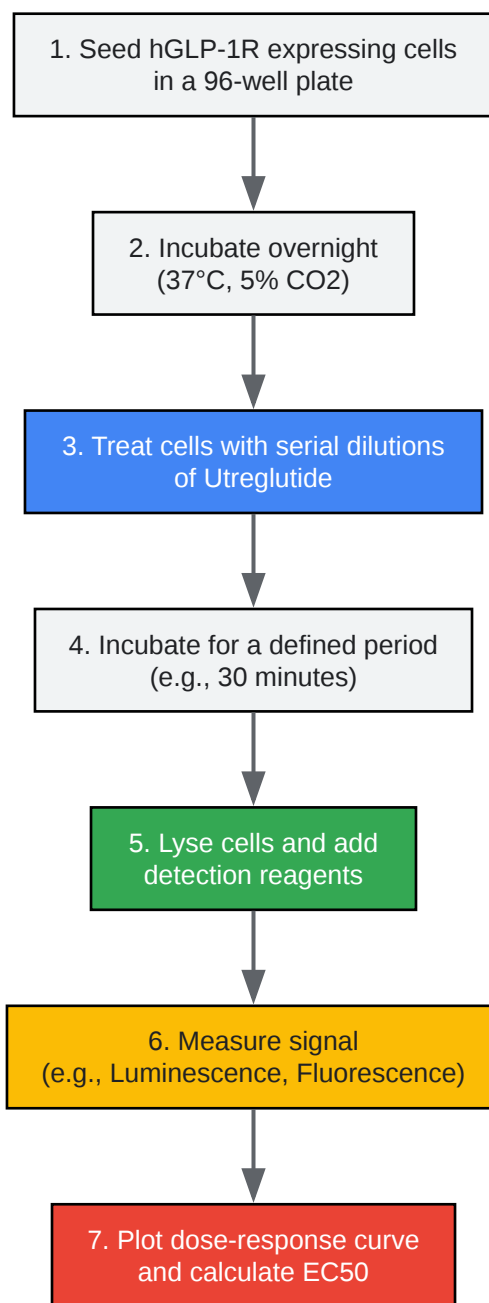 1. Seed hGLP-1R expressing cells
in a 96-well plate
2. Incubate overnight
(37°C, 5% CO2)
3. Treat cells with serial dilutions
of Utreglutide
4. Incubate for a defined period
(e.g., 30 minutes)
5. Lyse cells and add
detection reagents
6. Measure signal
(e.g., Luminescence, Fluorescence)
7. Plot dose-response curve
and calculate EC50